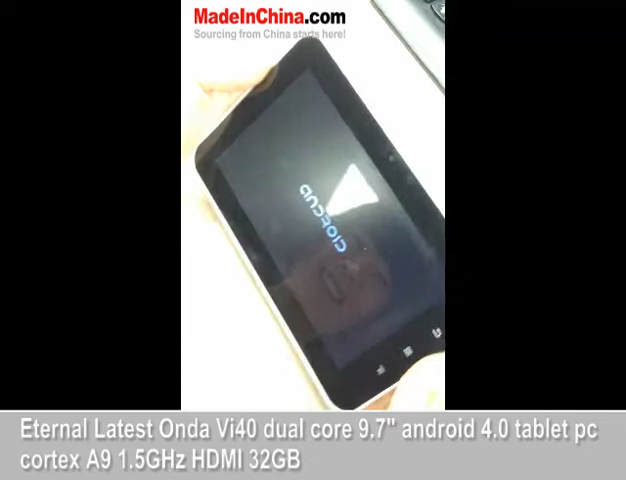 MadeInChina.com
Sourcing from China starts here!
ANDROID
Eternal Latest Onda Vi40 dual core 9.7" android 4.0 tablet pc
cortex A9 1.5GHz HDMI 32GB